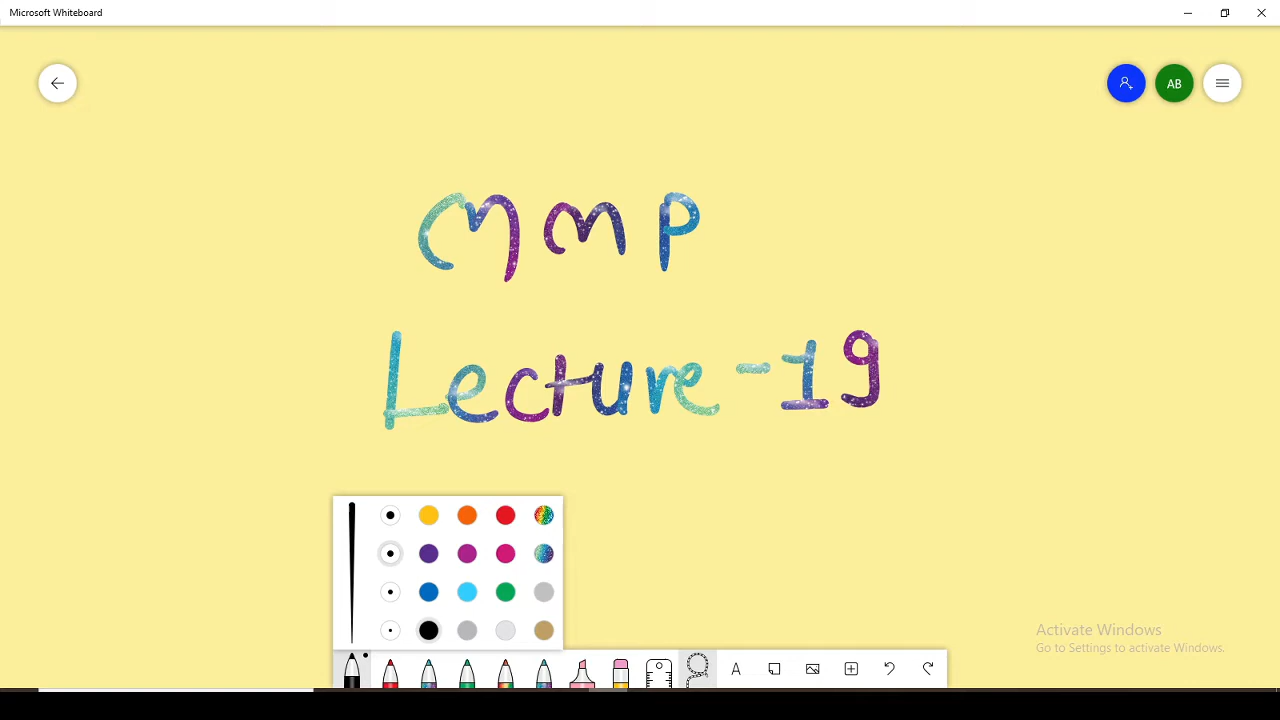 Microsoft Whiteboard
AB
MMP
Lecture - 19
Activate Windows
Go to Settings to activate Windows.
A